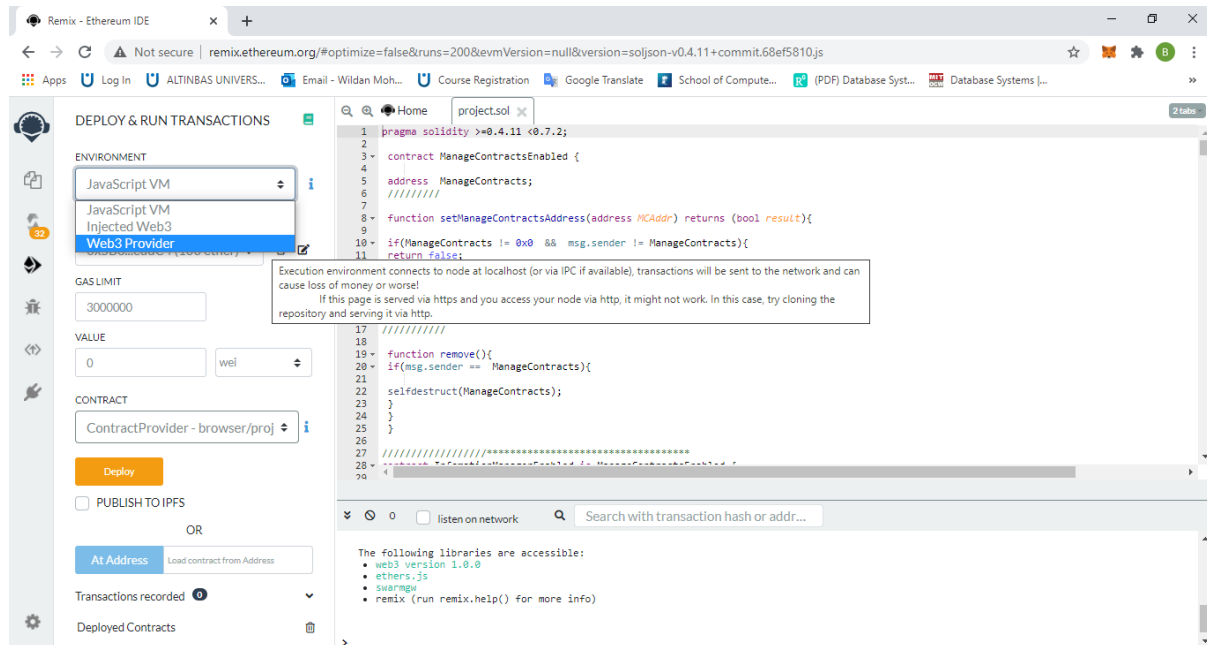 Remix - Ethereum IDE
Not secure | remix.ethereum.org/#optimize=false&runs=200&evmVersion=null&version=soljson-v0.4.11+commit.68ef5810.js
B
Apps Log In ALTINBAS UNIVERS... Email - Wildan Moh... Course Registration Google Translate School of Compute... (PDF) Database Syst... Database Systems |... »
DEPLOY & RUN TRANSACTIONS
ENVIRONMENT
JavaScript VM
i
JavaScript VM
Injected Web3
Web3 Provider
GAS LIMIT
3000000
VALUE
0
wei
CONTRACT
ContractProvider - browser/proj
i
Deploy
PUBLISH TO IPFS
OR
At Address
Load contract from Address
Transactions recorded 0
Deployed Contracts
32
Home
project.sol
2 tabs
1 pragma solidity >=0.4.11 <0.7.2;
2
3 contract ManageContractsEnabled {
4
5 address ManageContracts;
6 /////////
7
8 function setManageContractsAddress(address MCAddr) returns (bool result){
9
10 if(ManageContracts != 0x0 && msg.sender != ManageContracts){
11 return false;
Execution environment connects to node at localhost (or via IPC if available), transactions will be sent to the network and can
cause loss of money or worse!
If this page is served via https and you access your node via http, it might not work. In this case, try cloning the
repository and serving it via http.
17 ///////////
18
19 function remove(){
20 if(msg.sender == ManageContracts){
21
22 selfdestruct(ManageContracts);
23 }
24 }
25 }
26
27 //////////////////***********************************
28
29
0
listen on network
Search with transaction hash or addr...
The following libraries are accessible:
• web3 version 1.0.0
• ethers.js
• swarmgw
• remix (run remix.help() for more info)
>